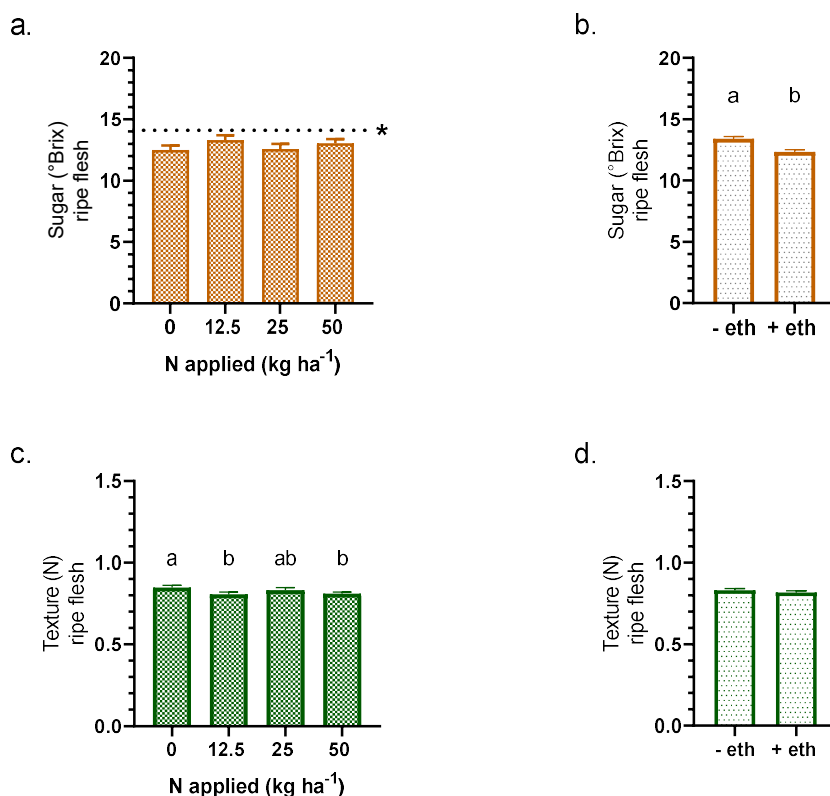 a.
20
15
10
5
0
Sugar (°Brix)
ripe flesh
*
0 12.5 25 50
N applied (kg ha-1)
b.
20
15
10
5
0
Sugar (°Brix)
ripe flesh
a b
- eth + eth
c.
1.5
1.0
0.5
0.0
Texture (N)
ripe flesh
a b ab b
0 12.5 25 50
N applied (kg ha-1)
d.
1.5
1.0
0.5
0.0
Texture (N)
ripe flesh
- eth + eth